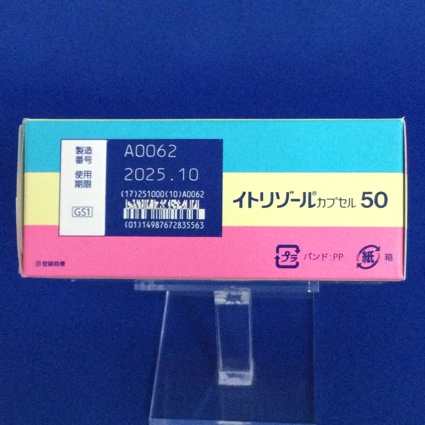 製造番号 A0062
使用期限 2025.10
(17)251000(10)A0062
GS1
(01)14987672835563
イトリゾールカプセル 50
プラ バンド:PP 紙 箱
登録商標